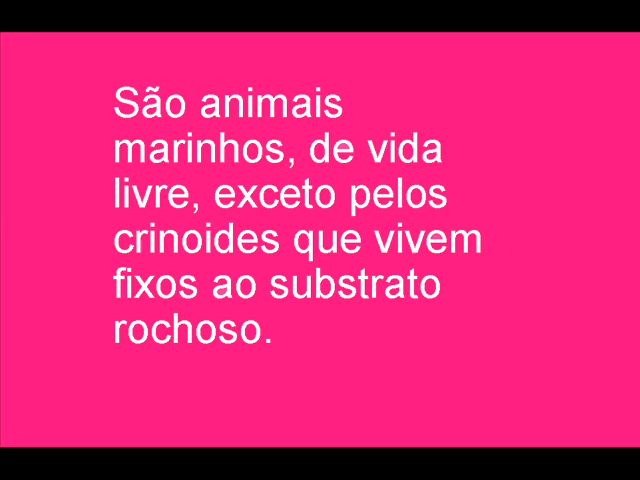 São animais
marinhos, de vida
livre, exceto pelos
crinoides que vivem
fixos ao substrato
rochoso.